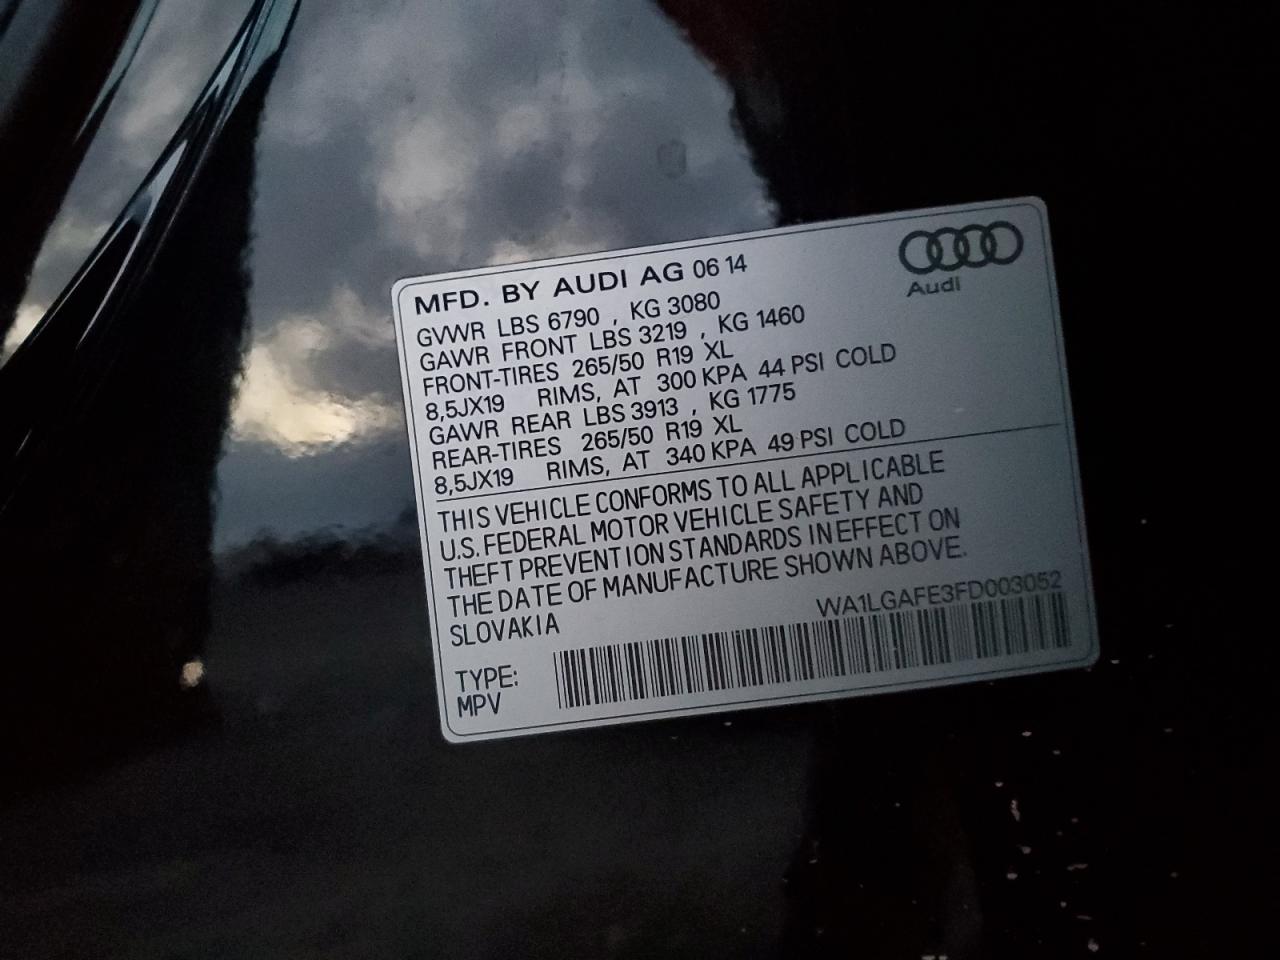 MFD. BY AUDI AG 06 14
Audi
GVWR LBS 6790 , KG 3080
GAWR FRONT LBS 3219 , KG 1460
FRONT-TIRES 265/50 R19 XL
8,5JX19 RIMS, AT 300 KPA 44 PSI COLD
GAWR REAR LBS 3913 , KG 1775
REAR-TIRES 265/50 R19 XL
8,5JX19 RIMS, AT 340 KPA 49 PSI COLD
THIS VEHICLE CONFORMS TO ALL APPLICABLE
U.S. FEDERAL MOTOR VEHICLE SAFETY AND
THEFT PREVENTION STANDARDS IN EFFECT ON
THE DATE OF MANUFACTURE SHOWN ABOVE.
SLOVAKIA
WA1LGAFE3FD003052
TYPE:
MPV